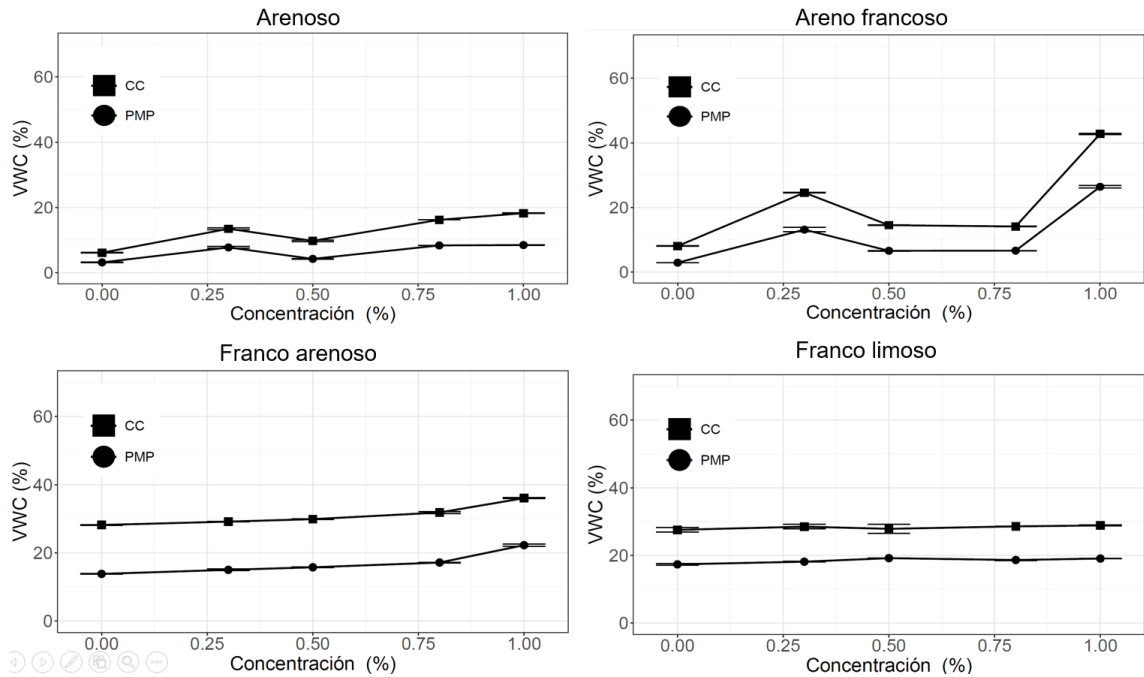 Arenoso
60
CC
PMP
40
20
0
VWC (%)
0.00 0.25 0.50 0.75 1.00
Concentración (%)
Areno francoso
60
CC
PMP
40
20
0
VWC (%)
0.00 0.25 0.50 0.75 1.00
Concentración (%)
Franco arenoso
60
CC
PMP
40
20
0
VWC (%)
0.00 0.25 0.50 0.75 1.00
Concentración (%)
Franco limoso
60
CC
PMP
40
20
0
VWC (%)
0.00 0.25 0.50 0.75 1.00
Concentración (%)